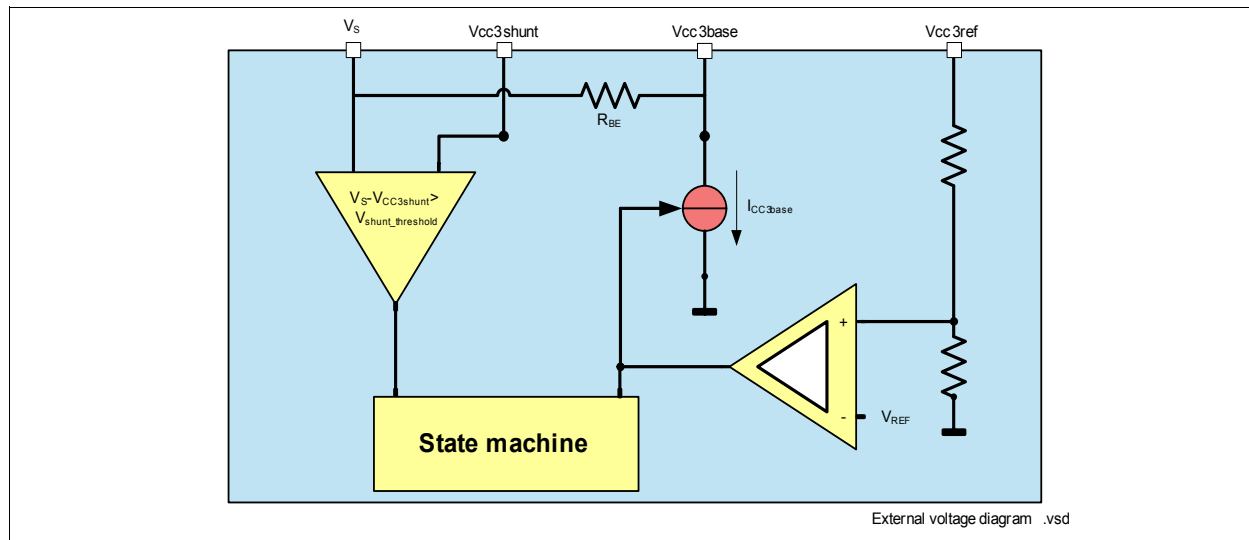 VS
Vcc3shunt
Vcc3base
Vcc3ref
RBE
VS-VCC3shunt>
Vshunt_threshold
ICC3base
+
-
VREF
State machine
External voltage diagram .vsd